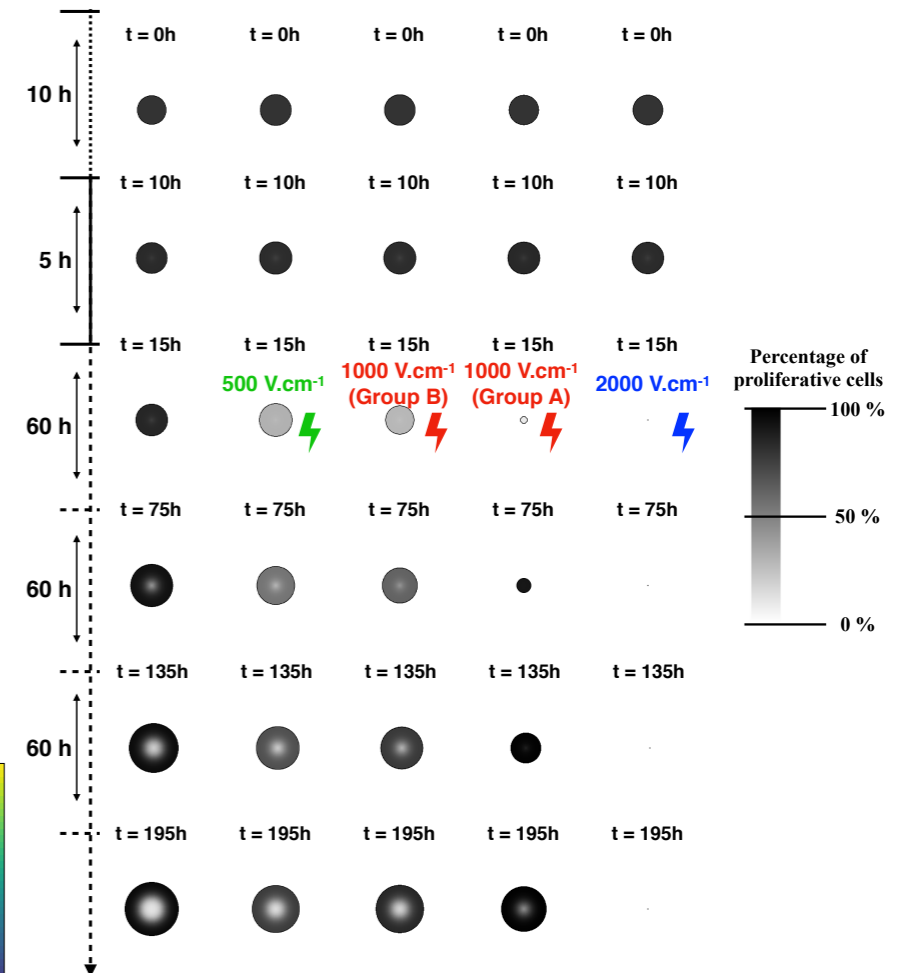 t = 0h t = 0h t = 0h t = 0h t = 0h
10 h
t = 10h t = 10h t = 10h t = 10h t = 10h
5 h
t = 15h t = 15h t = 15h t = 15h t = 15h
500 V.cm⁻¹
1000 V.cm⁻¹
(Group B)
1000 V.cm⁻¹
(Group A)
2000 V.cm⁻¹
60 h
t = 75h t = 75h t = 75h t = 75h t = 75h
60 h
t = 135h t = 135h t = 135h t = 135h t = 135h
60 h
t = 195h t = 195h t = 195h t = 195h t = 195h
Percentage of
proliferative cells
100 %
50 %
0 %